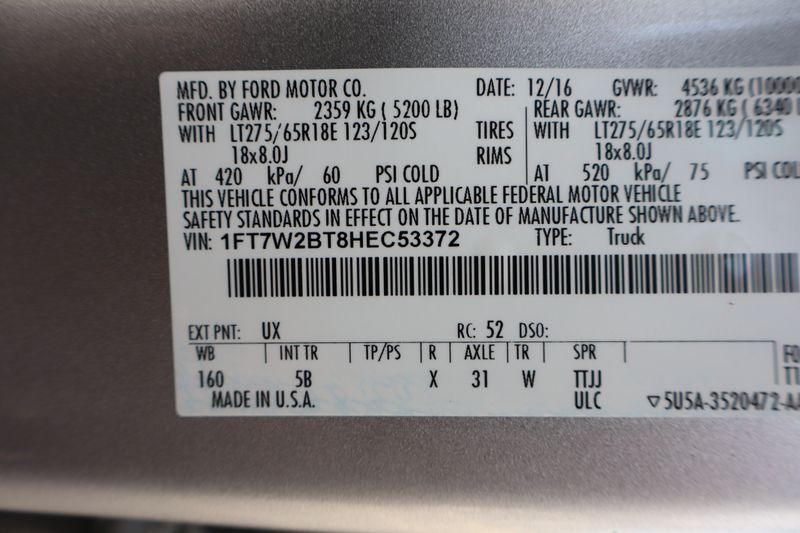 MFD. BY FORD MOTOR CO. DATE: 12/16 GVWR: 4536 KG (10000
FRONT GAWR: 2359 KG ( 5200 LB) REAR GAWR: 2876 KG ( 6340 L
WITH LT275/65R18E 123/120S TIRES WITH LT275/65R18E 123/120S
18x8.0J RIMS 18x8.0J
AT 420 kPa/ 60 PSI COLD AT 520 kPa/ 75 PSI COL
THIS VEHICLE CONFORMS TO ALL APPLICABLE FEDERAL MOTOR VEHICLE
SAFETY STANDARDS IN EFFECT ON THE DATE OF MANUFACTURE SHOWN ABOVE.
VIN: 1FT7W2BT8HEC53372 TYPE: Truck
EXT PNT: UX RC: 52 DSO:
WB INT TR TP/PS R AXLE TR SPR FO
160 5B X 31 W TTJJ T1
MADE IN U.S.A. ULC ▽5U5A-3520472-AA